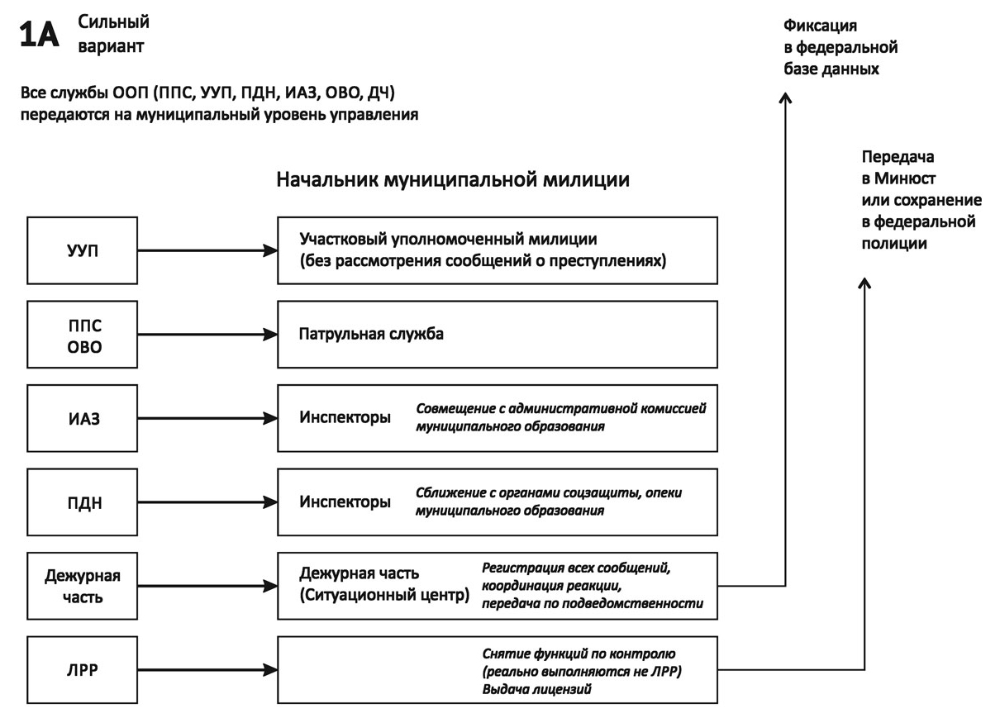 1А
Сильный
вариант
Все службы ООП (ППС, УУП, ПДН, ИАЗ, ОВО, ДЧ)
передаются на муниципальный уровень управления
Фиксация
в федеральной
базе данных
Передача
в Минюст
или сохранение
в федеральной
полиции
Начальник муниципальной милиции
УУП
Участковый уполномоченный милиции
(без рассмотрения сообщений о преступлениях)
ППС
ОВО
Патрульная служба
ИАЗ
Инспекторы
Совмещение с административной комиссией
муниципального образования
ПДН
Инспекторы
Сближение с органами соцзащиты, опеки
муниципального образования
Дежурная
часть
Дежурная часть
(Ситуационный центр)
Регистрация всех сообщений,
координация реакции,
передача по подведомственности
ЛРР
Снятие функций по контролю
(реально выполняются не ЛРР)
Выдача лицензий